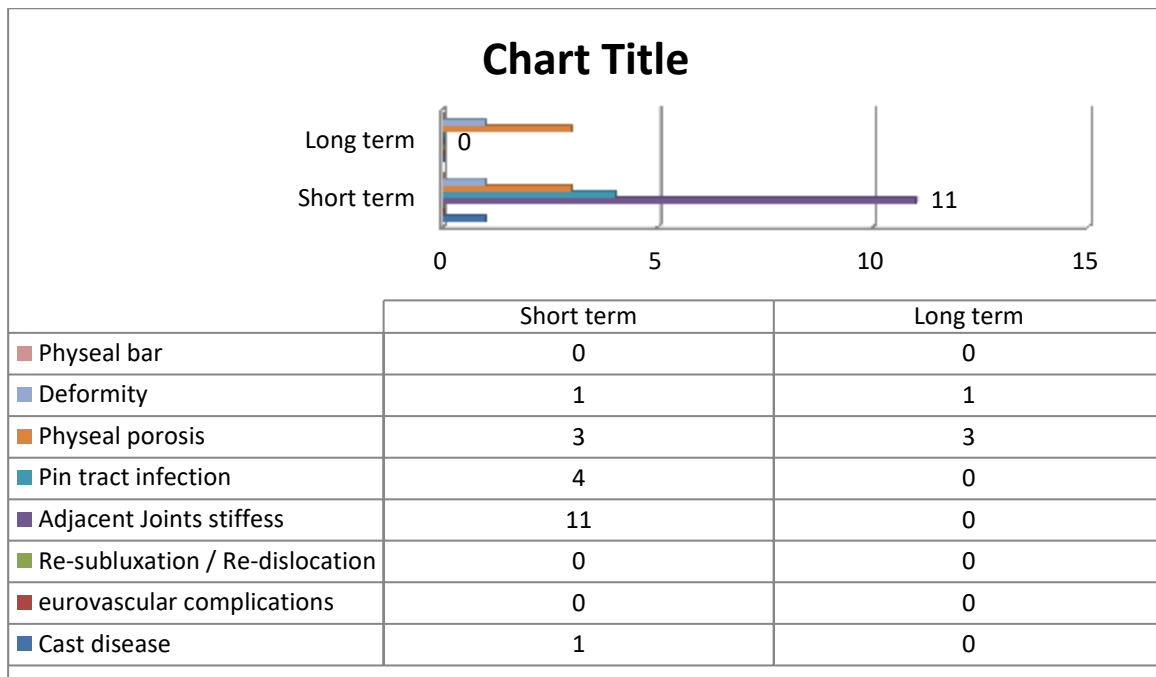 Chart Title
Long term
0
Short term
11
0 5 10 15
Short term Long term
Physeal bar 0 0
Deformity 1 1
Physeal porosis 3 3
Pin tract infection 4 0
Adjacent Joints stiffess 11 0
Re-subluxation / Re-dislocation 0 0
eurovascular complications 0 0
Cast disease 1 0